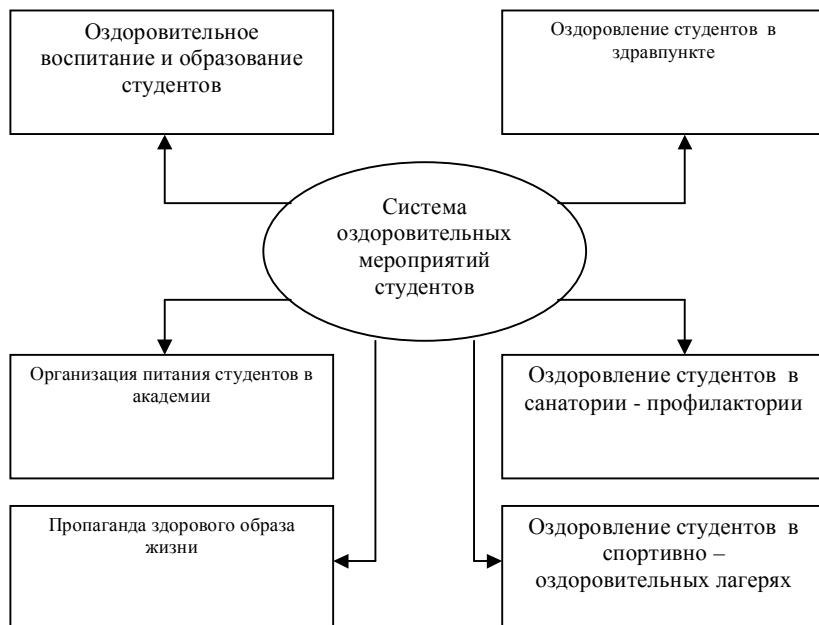 Оздоровительное
воспитание и образование
студентов
Оздоровление студентов в
здравпункте
Система
оздоровительных
мероприятий
студентов
Организация питания студентов в
академии
Оздоровление студентов в
санатории - профилактории
Пропаганда здорового образа
жизни
Оздоровление студентов в
спортивно –
оздоровительных лагерях